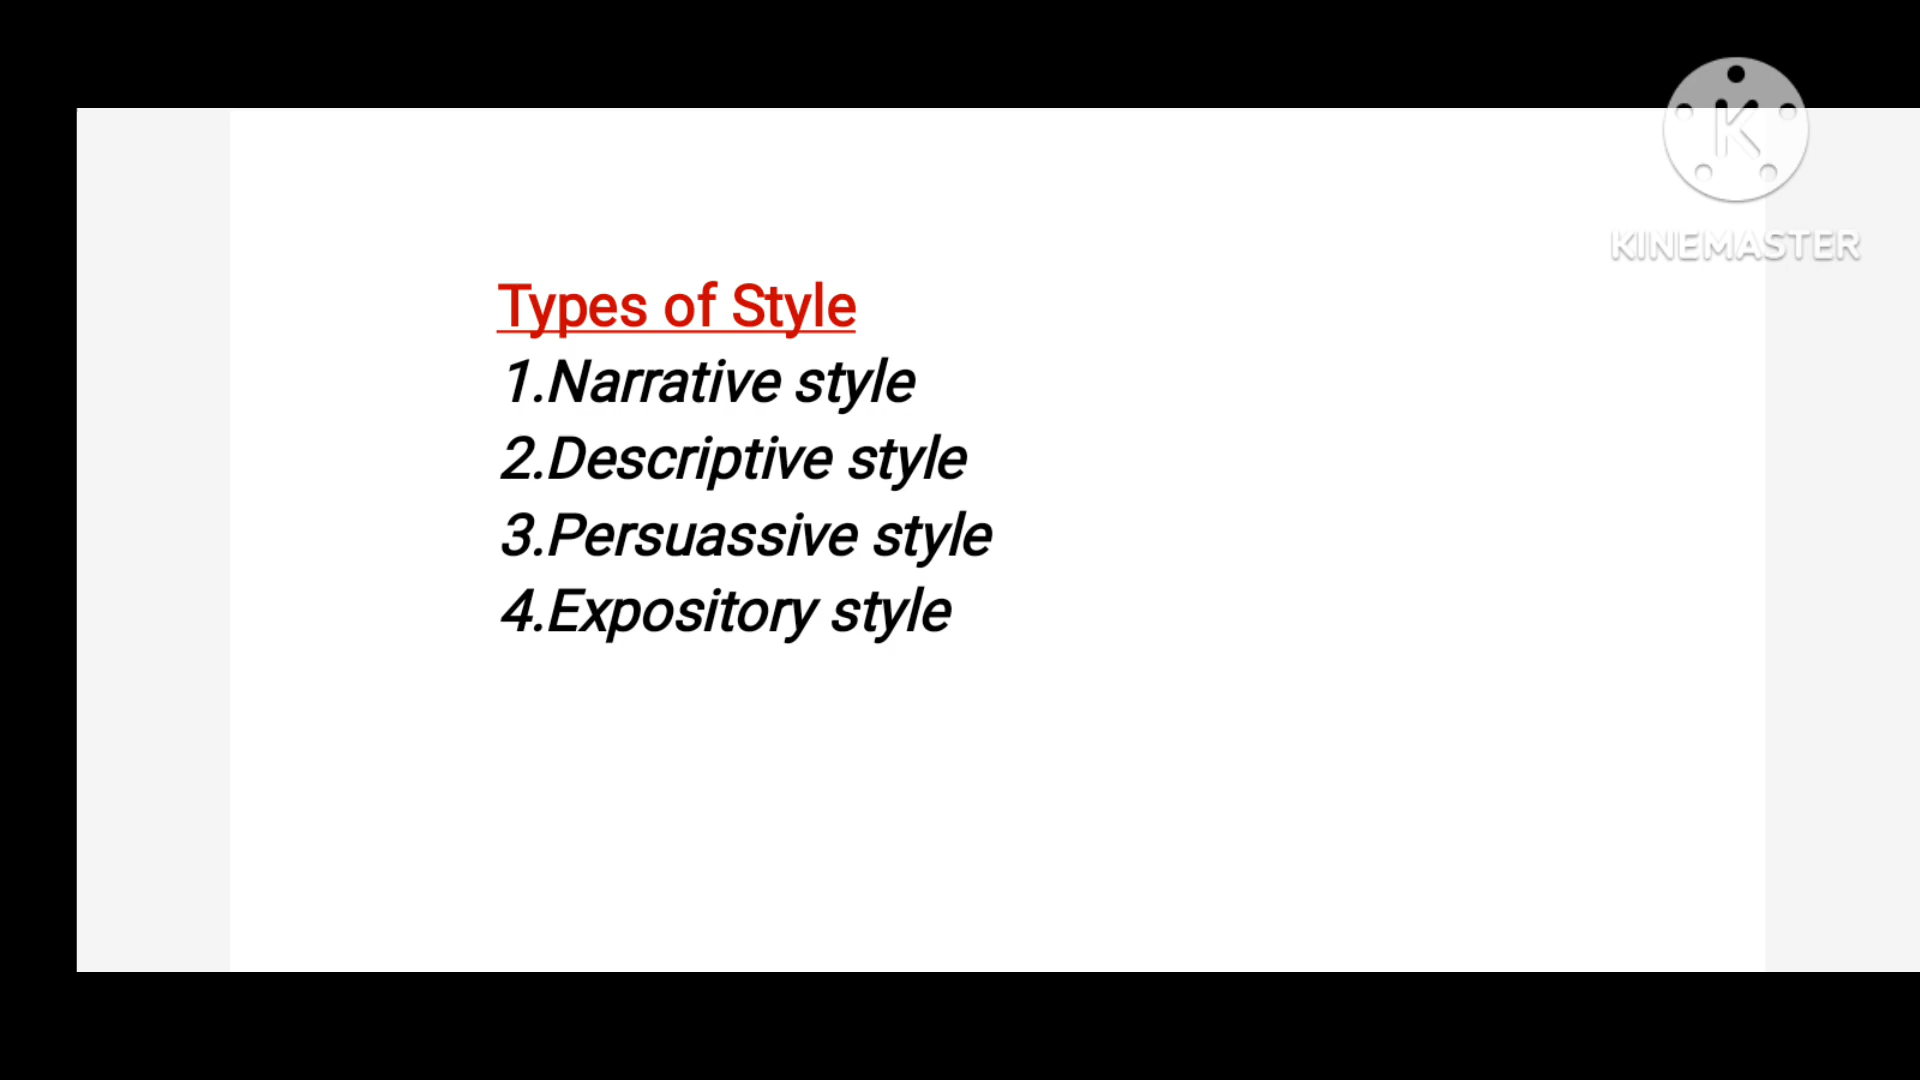 K
KINEMASTER
Types of Style
1.Narrative style
2.Descriptive style
3.Persuassive style
4.Expository style